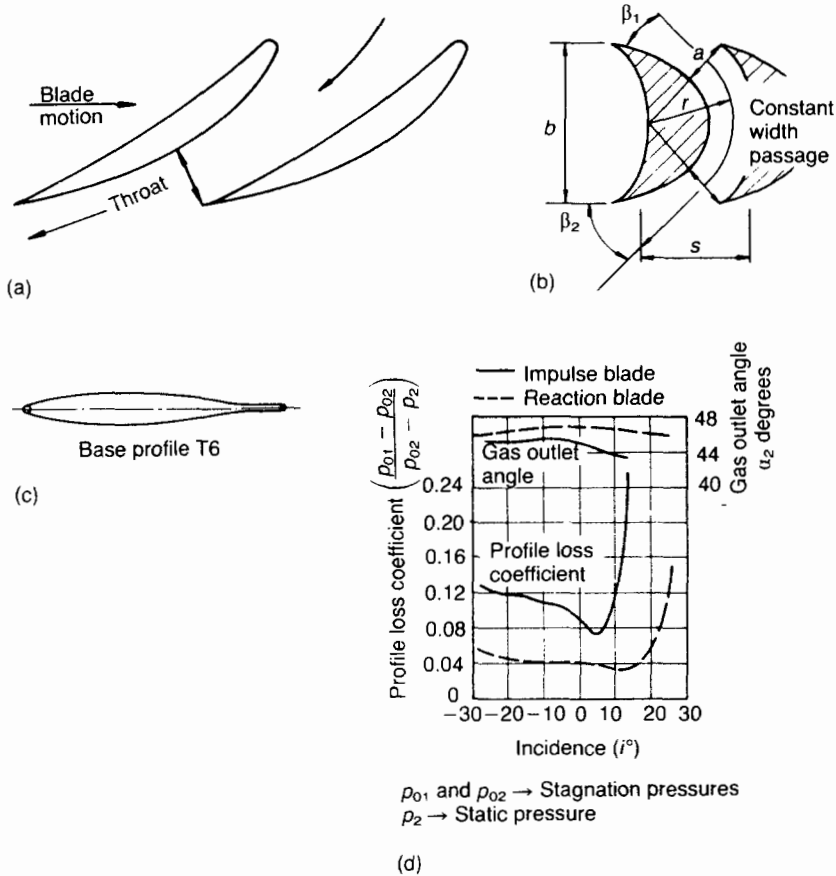 Blade
motion
Throat
(a)
β1
a
b
r
Constant
width
passage
β2
s
(b)
Base profile T6
(c)
Impulse blade
Reaction blade
Profile loss coefficient (p01 − p02 / p02 − p2)
Gas outlet
angle
Profile loss
coefficient
0.24
0.20
0.16
0.12
0.08
0.04
0
48
44
40
Gas outlet angle
α2 degrees
−30 −20 −10 0 10 20 30
Incidence (i°)
p01 and p02 → Stagnation pressures
p2 → Static pressure
(d)